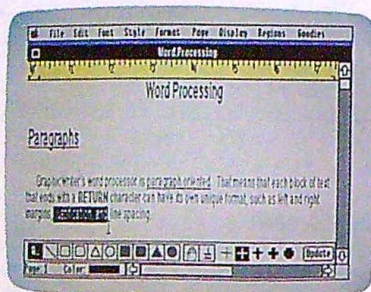 File Edit Font Style Format Page Display Regions Goodies
WordProcessing
Word Processing
Paragraphs
GraphicWriter's word processor is paragraph oriented. That means that each block of text
that ends with a RETURN character can have its own unique format, such as left and right
margins, justification, and line spacing.
Update
Page: 1 Color: